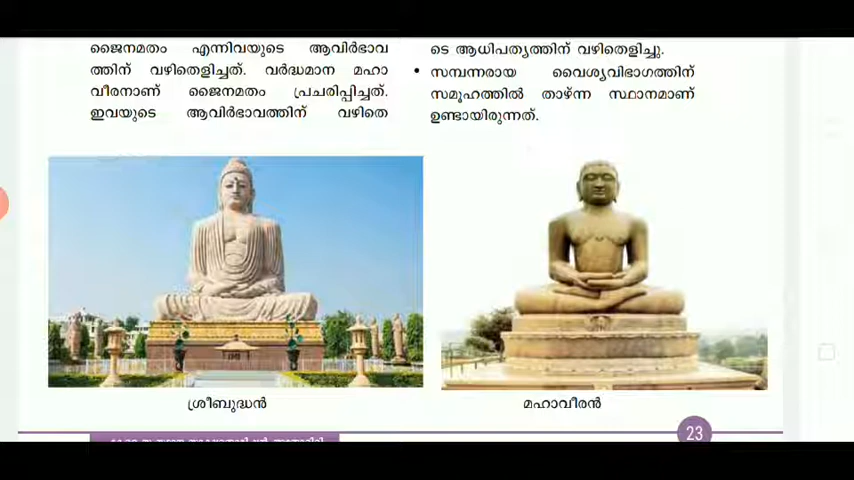 ജൈനമതം എന്നിവയുടെ ആവിർഭാവ
ത്തിന് വഴിതെളിച്ചത്. വർദ്ധമാന മഹാ
വീരനാണ് ജൈനമതം പ്രചരിപ്പിച്ചത്.
ഇവയുടെ ആവിർഭാവത്തിന് വഴിതെ
ടെ ആധിപത്യത്തിന് വഴിതെളിച്ചു.
• സമ്പന്നരായ വൈശ്യവിഭാഗത്തിന്
സമൂഹത്തിൽ താഴ്ന്ന സ്ഥാനമാണ്
ഉണ്ടായിരുന്നത്.
ശ്രീബുദ്ധൻ
മഹാവീരൻ
23